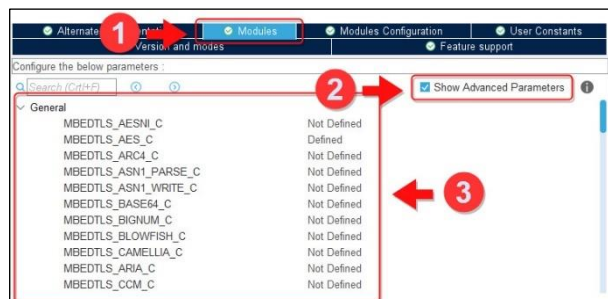 Alternate
Modules
Modules Configuration
User Constants
Version and modes
Feature support
Configure the below parameters :
Search (Crtl+F)
Show Advanced Parameters
General
MBEDTLS_AESNI_C Not Defined
MBEDTLS_AES_C Defined
MBEDTLS_ARC4_C Not Defined
MBEDTLS_ASN1_PARSE_C Not Defined
MBEDTLS_ASN1_WRITE_C Not Defined
MBEDTLS_BASE64_C Not Defined
MBEDTLS_BIGNUM_C Not Defined
MBEDTLS_BLOWFISH_C Not Defined
MBEDTLS_CAMELLIA_C Not Defined
MBEDTLS_ARIA_C Not Defined
MBEDTLS_CCM_C Not Defined
1
2
3